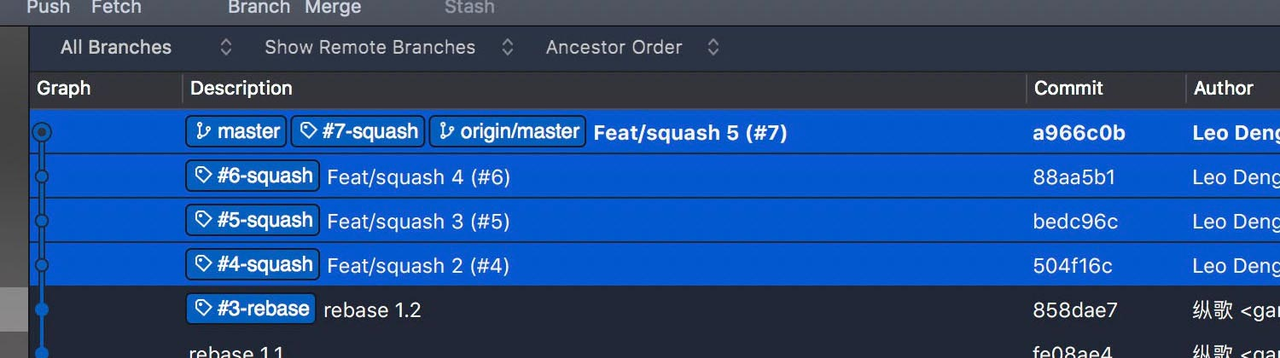 Push Fetch Branch Merge Stash
All Branches Show Remote Branches Ancestor Order
Graph Description Commit Author
master #7-squash origin/master Feat/squash 5 (#7) a966c0b Leo Deng
#6-squash Feat/squash 4 (#6) 88aa5b1 Leo Deng
#5-squash Feat/squash 3 (#5) bedc96c Leo Deng
#4-squash Feat/squash 2 (#4) 504f16c Leo Deng
#3-rebase rebase 1.2 858dae7 纵歌 <gar
rebase 1.1 fe08ae4 纵歌 <gar